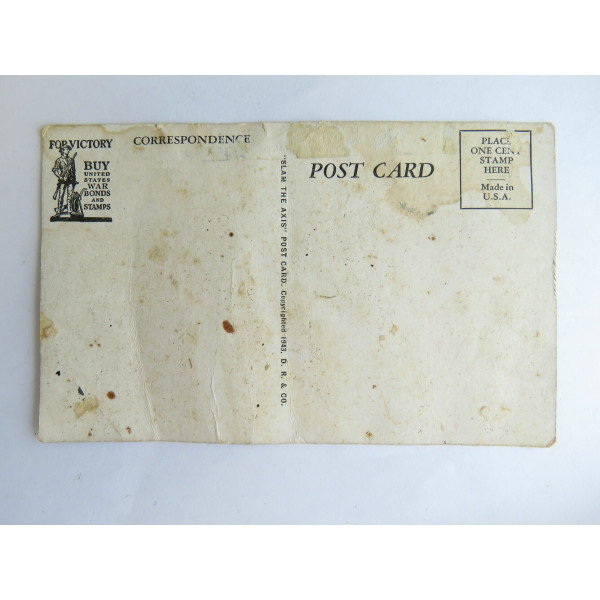 FOR VICTORY
BUY
UNITED
STATES
WAR
BONDS
AND
STAMPS
CORRESPONDENCE
"SLAM THE AXIS" POST CARD. Copyrighted 1943. D. R. & CO.
POST CARD
PLACE
ONE CENT
STAMP
HERE
Made in
U.S.A.